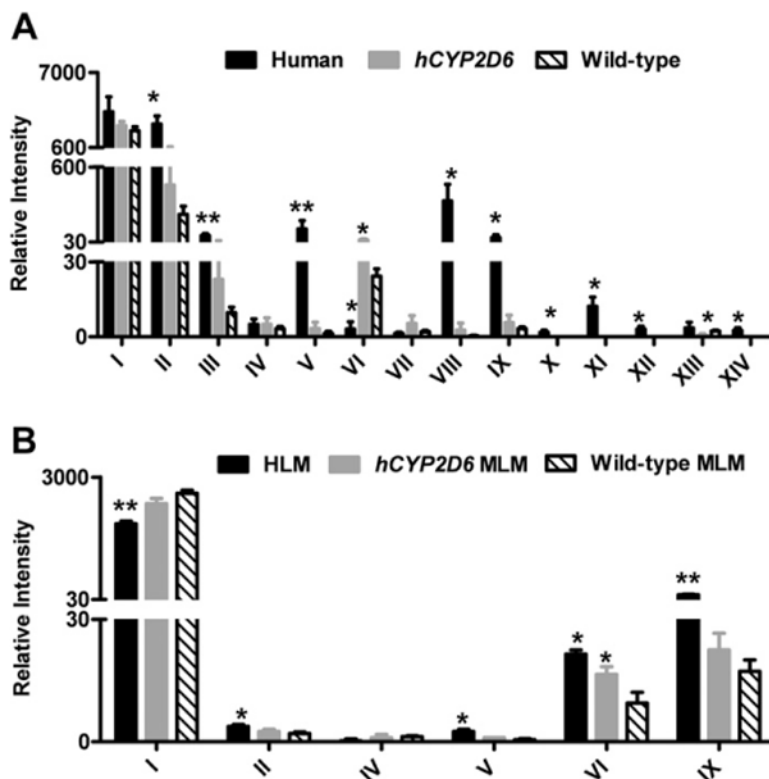 A
Human hCYP2D6 Wild-type
Relative Intensity
7000
600
600
30
30
0
* ** ** * * * * * * * * *
I II III IV V VI VII VIII IX X XI XII XIII XIV
B
HLM hCYP2D6 MLM Wild-type MLM
Relative Intensity
3000
30
30
0
** * * * * **
I II IV V VI IX